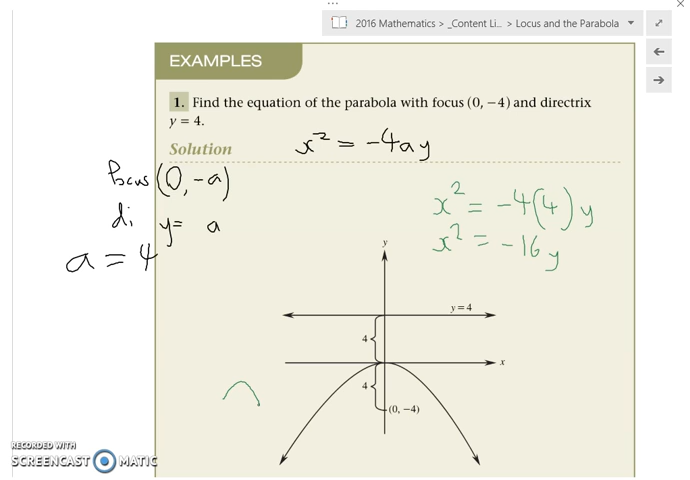 2016 Mathematics > _Content Li... > Locus and the Parabola
EXAMPLES
1. Find the equation of the parabola with focus (0, −4) and directrix
y = 4.
Solution
x² = −4ay
Focus (0, −a)
di y = a
a = 4
x² = −4(4)y
x² = −16y
y
y = 4
4
x
4
(0, −4)
RECORDED WITH
SCREENCAST MATIC